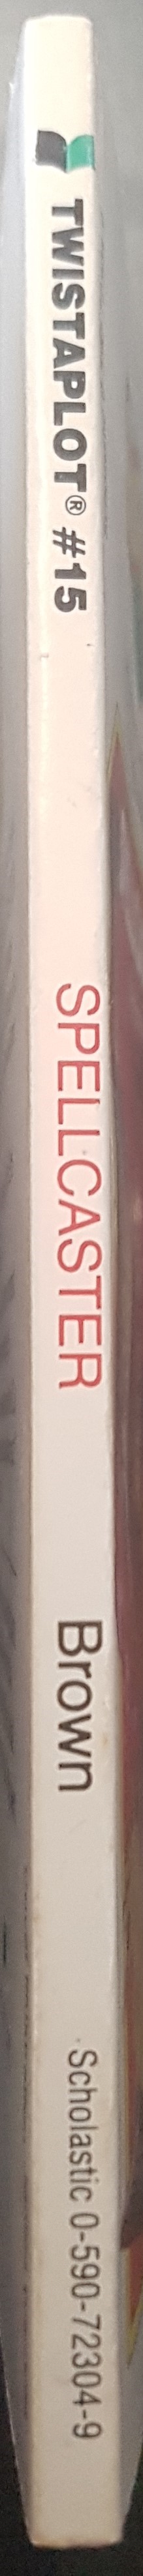 TWISTAPLOT® #15
SPELLCASTER
Brown
Scholastic 0-590-72304-9